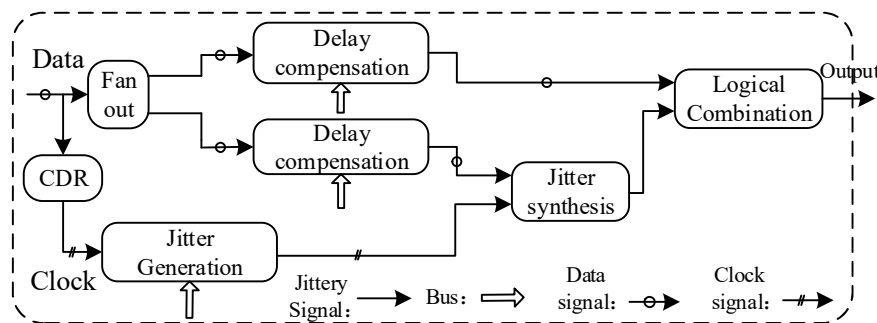 Data
Fan
out
Delay
compensation
Delay
compensation
Logical
Combination
Output
CDR
Jitter
synthesis
Jitter
Generation
Clock
Jittery
Signal：
Bus：
Data
signal：
Clock
signal：